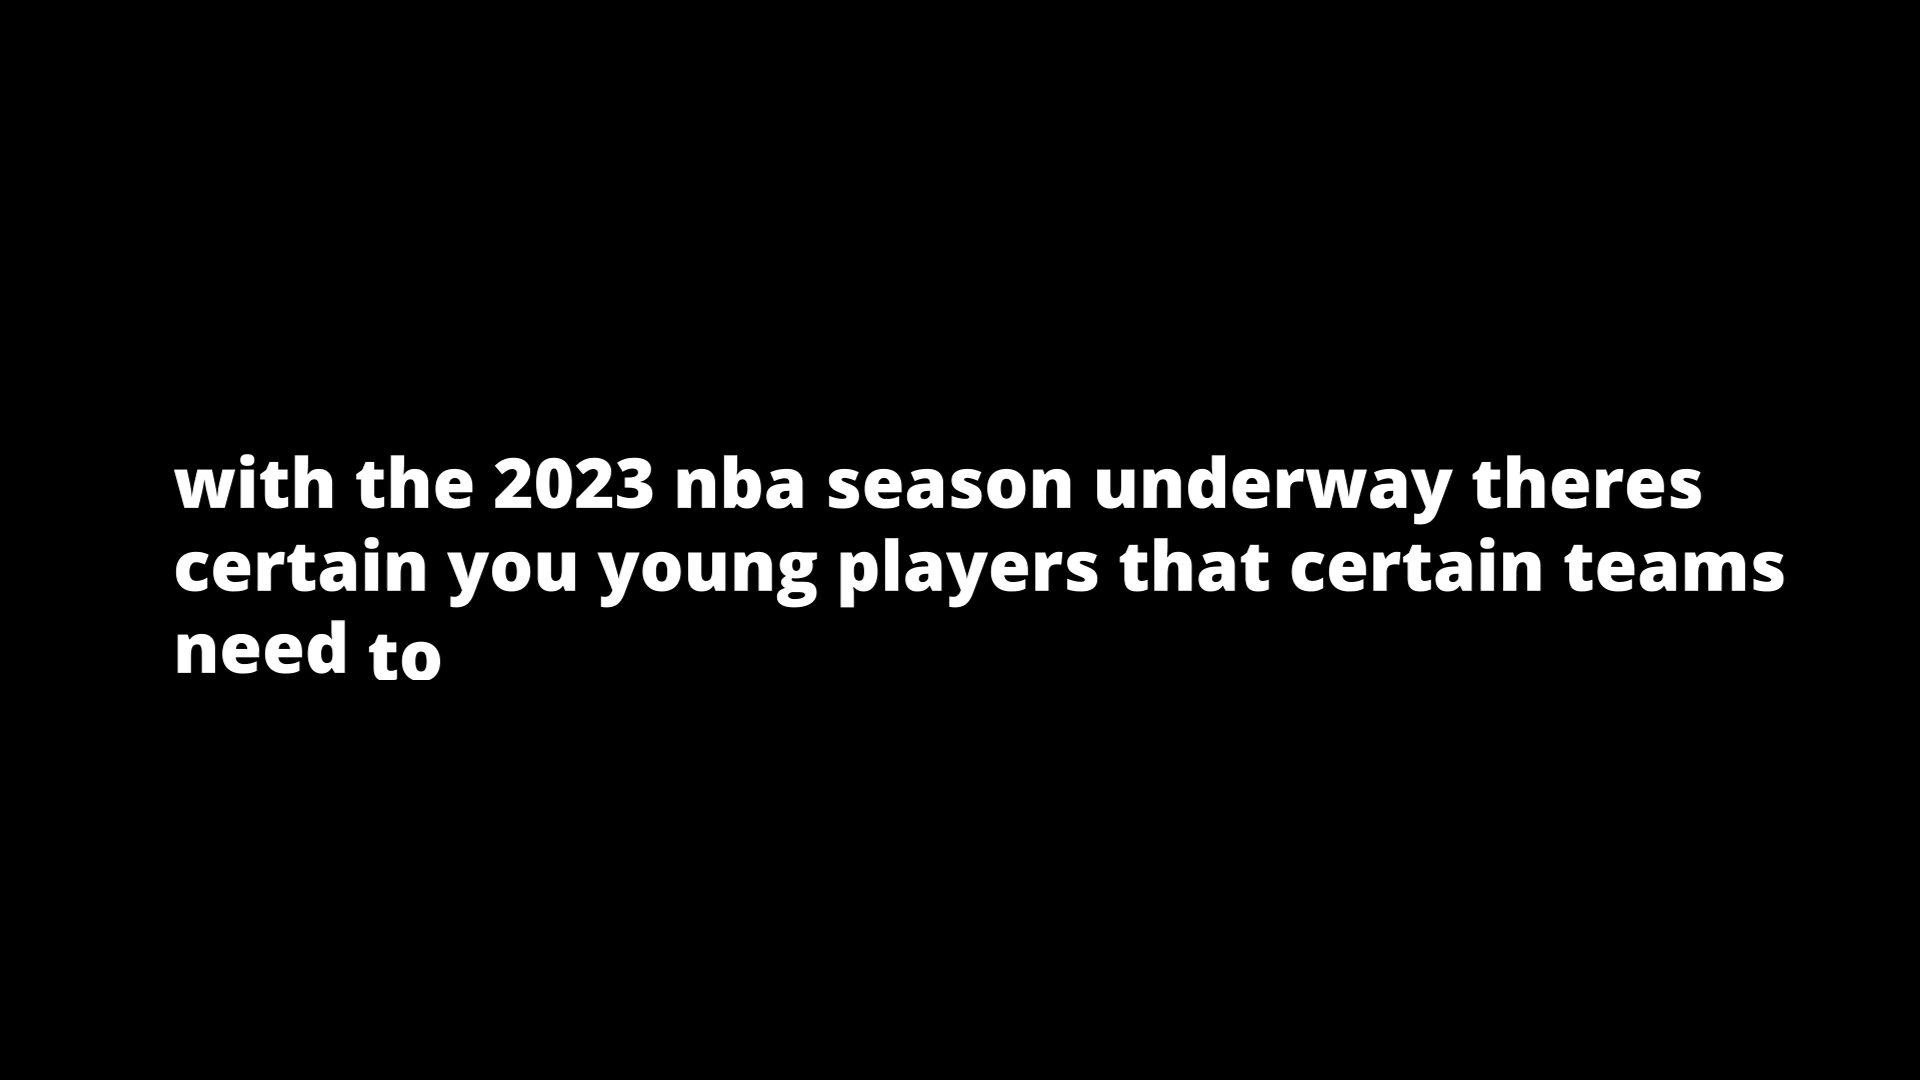 with the 2023 nba season underway theres
certain you young players that certain teams
need to